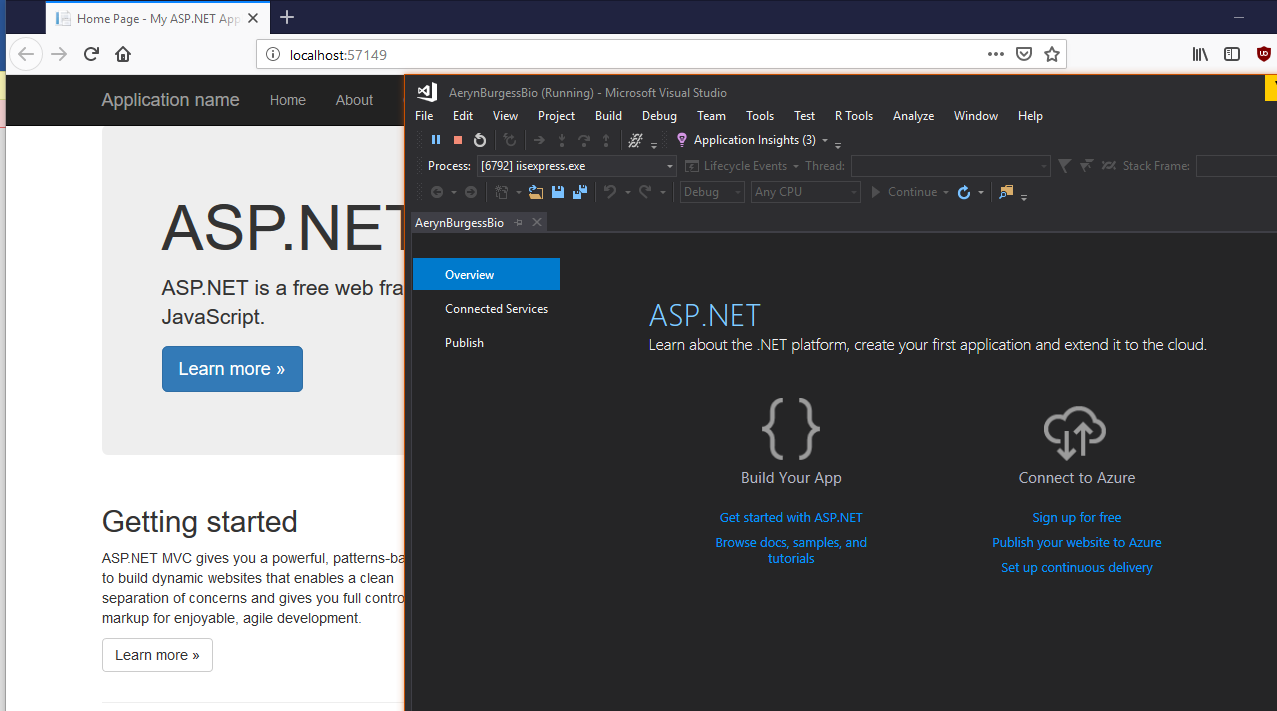 Home Page - My ASP.NET App
localhost:57149
Application name Home About
ASP.NET
ASP.NET is a free web fra
JavaScript.
Learn more »
Getting started
ASP.NET MVC gives you a powerful, patterns-ba
to build dynamic websites that enables a clean
separation of concerns and gives you full contro
markup for enjoyable, agile development.
Learn more »
AerynBurgessBio (Running) - Microsoft Visual Studio
File Edit View Project Build Debug Team Tools Test R Tools Analyze Window Help
Application Insights (3)
Process: [6792] iisexpress.exe Lifecycle Events Thread: Stack Frame:
Debug Any CPU Continue
AerynBurgessBio
Overview
Connected Services
Publish
ASP.NET
Learn about the .NET platform, create your first application and extend it to the cloud.
Build Your App
Get started with ASP.NET
Browse docs, samples, and
tutorials
Connect to Azure
Sign up for free
Publish your website to Azure
Set up continuous delivery